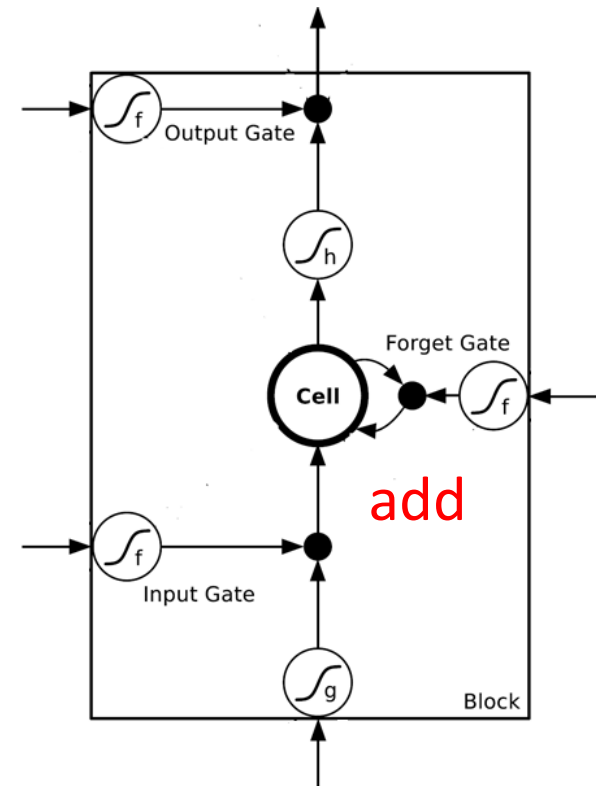 f
Output Gate
h
Forget Gate
Cell
f
add
f
Input Gate
g
Block